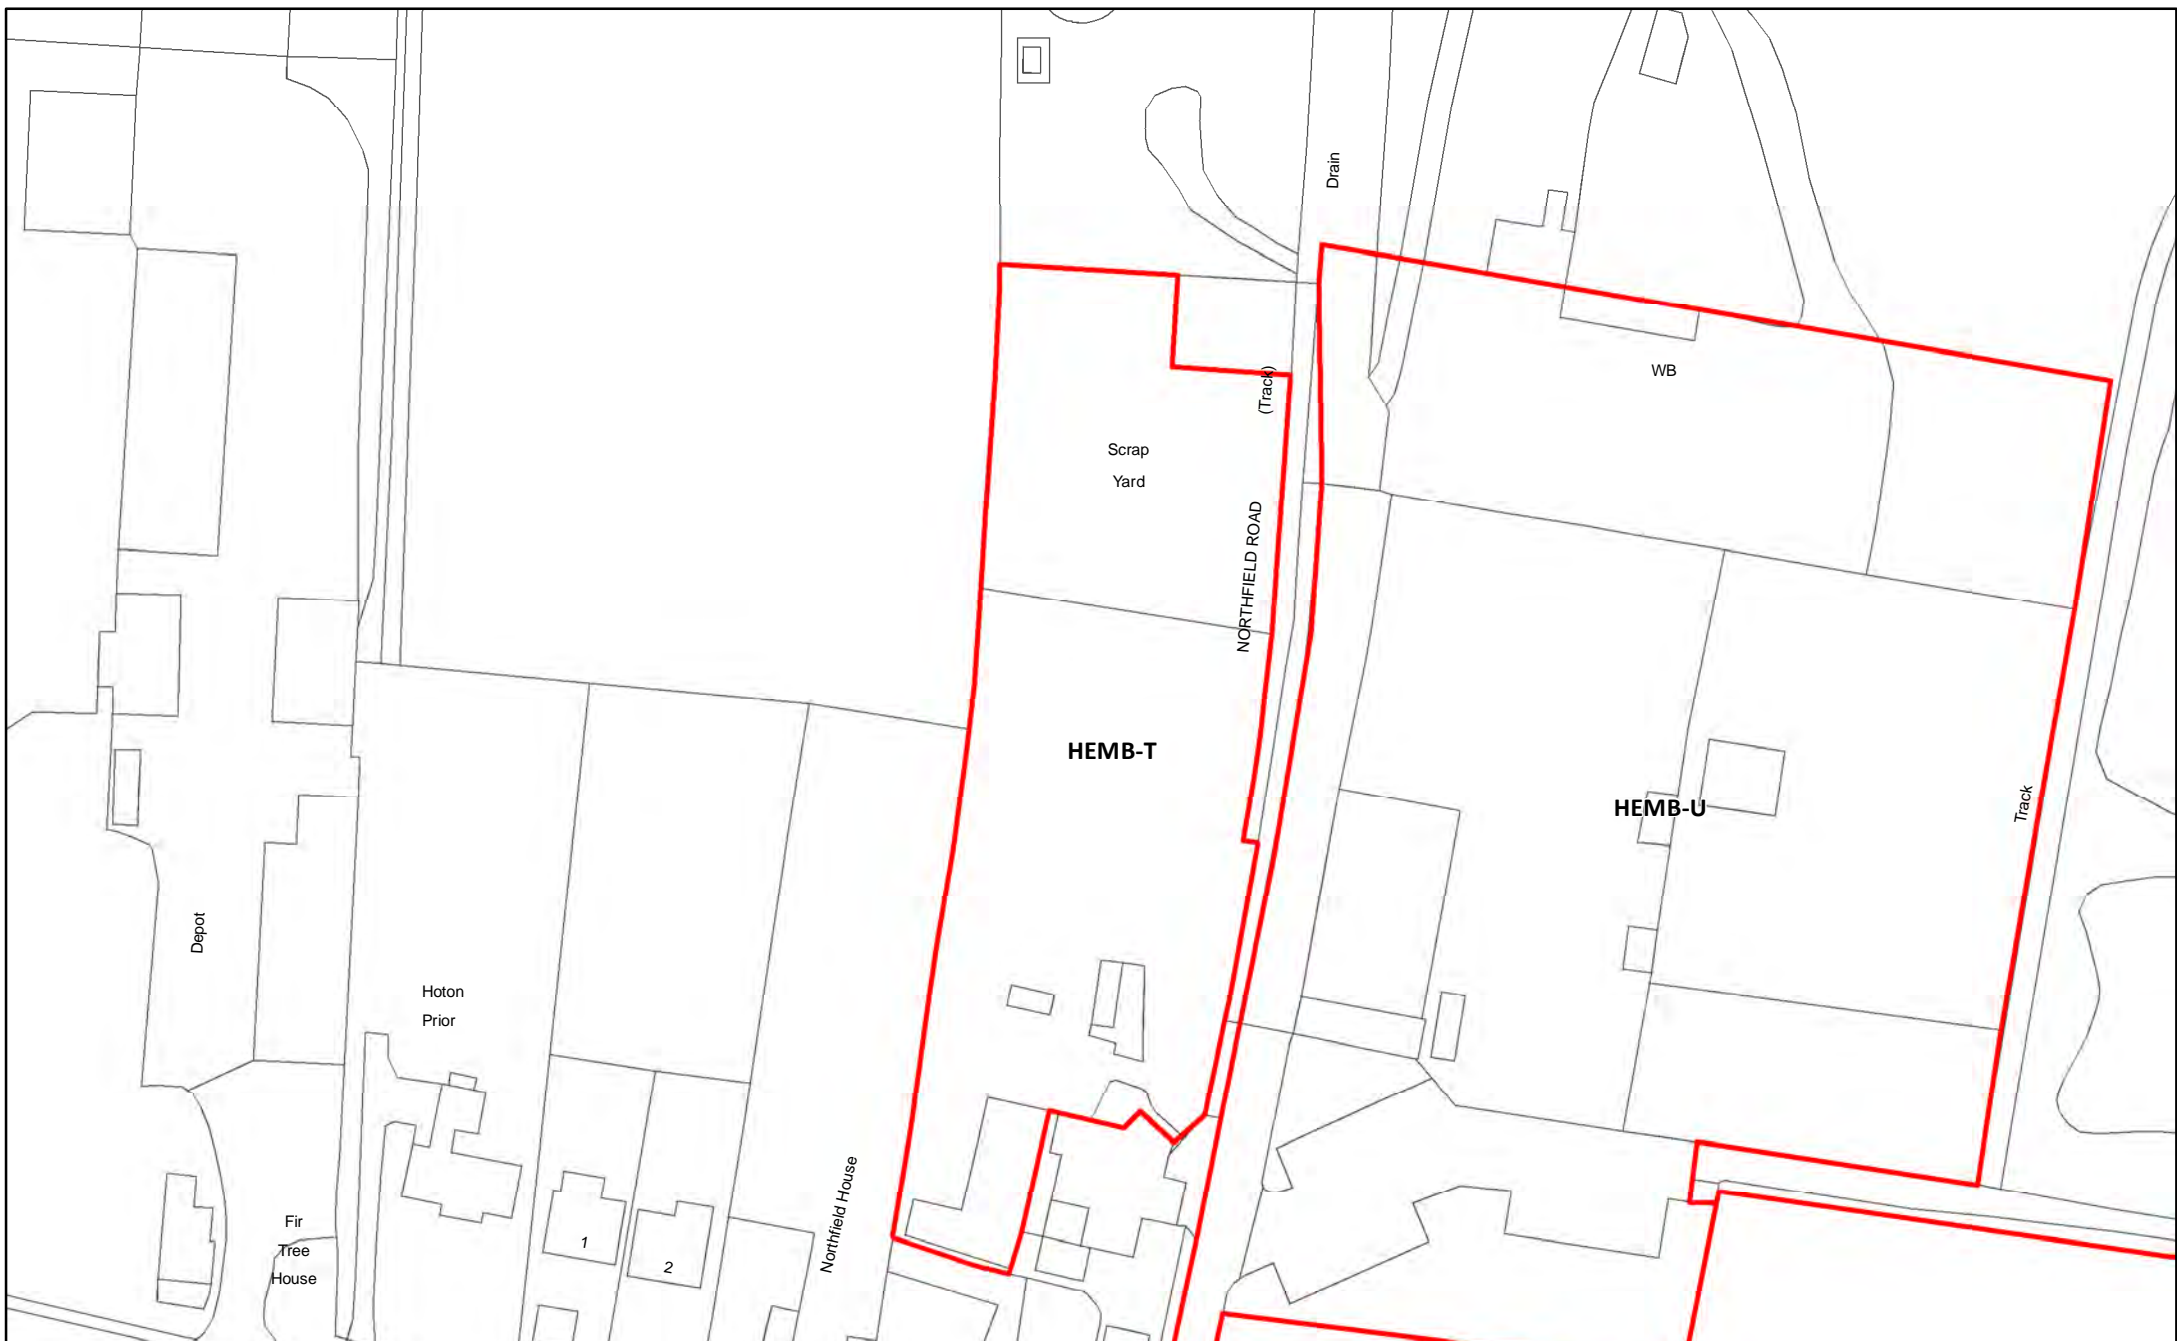 Drain
WB
(Track)
Scrap
Yard
NORTHFIELD ROAD
HEMB-T
HEMB-U
Track
Depot
Hoton
Prior
Northfield House
Fir
Tree
House
1
2